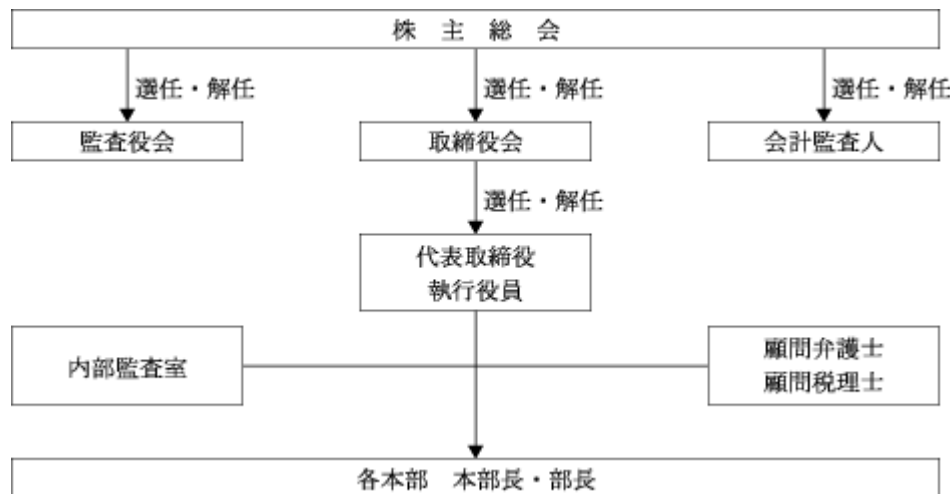 株主総会
選任・解任
選任・解任
選任・解任
監査役会
取締役会
会計監査人
選任・解任
代表取締役
執行役員
内部監査室
顧問弁護士
顧問税理士
各本部　本部長・部長